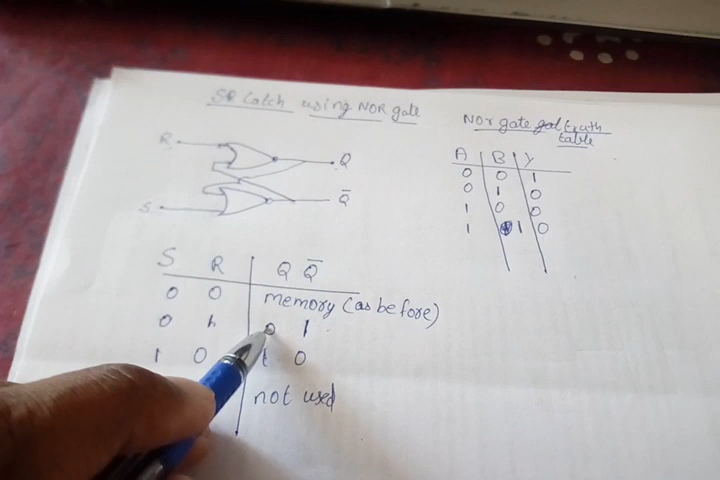 SR Latch using NOR gate
R Q
S Q̅
S R Q Q̅
0 0 memory (as before)
0 1 0 1
1 0 1 0
not used
NOR gate truth
table
A B Y
0 0 1
0 1 0
1 0 0
1 1 0